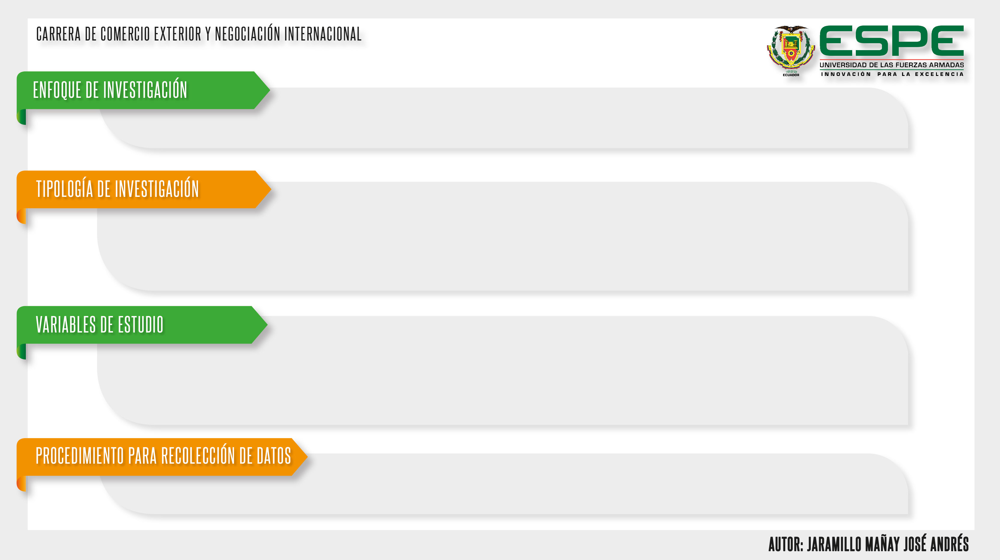 CARRERA DE COMERCIO EXTERIOR Y NEGOCIACIÓN INTERNACIONAL
ESPE
UNIVERSIDAD DE LAS FUERZAS ARMADAS
INNOVACIÓN PARA LA EXCELENCIA
1922
ECUADOR
ENFOQUE DE INVESTIGACIÓN
TIPOLOGÍA DE INVESTIGACIÓN
VARIABLES DE ESTUDIO
PROCEDIMIENTO PARA RECOLECCIÓN DE DATOS
AUTOR: JARAMILLO MAÑAY JOSÉ ANDRÉS